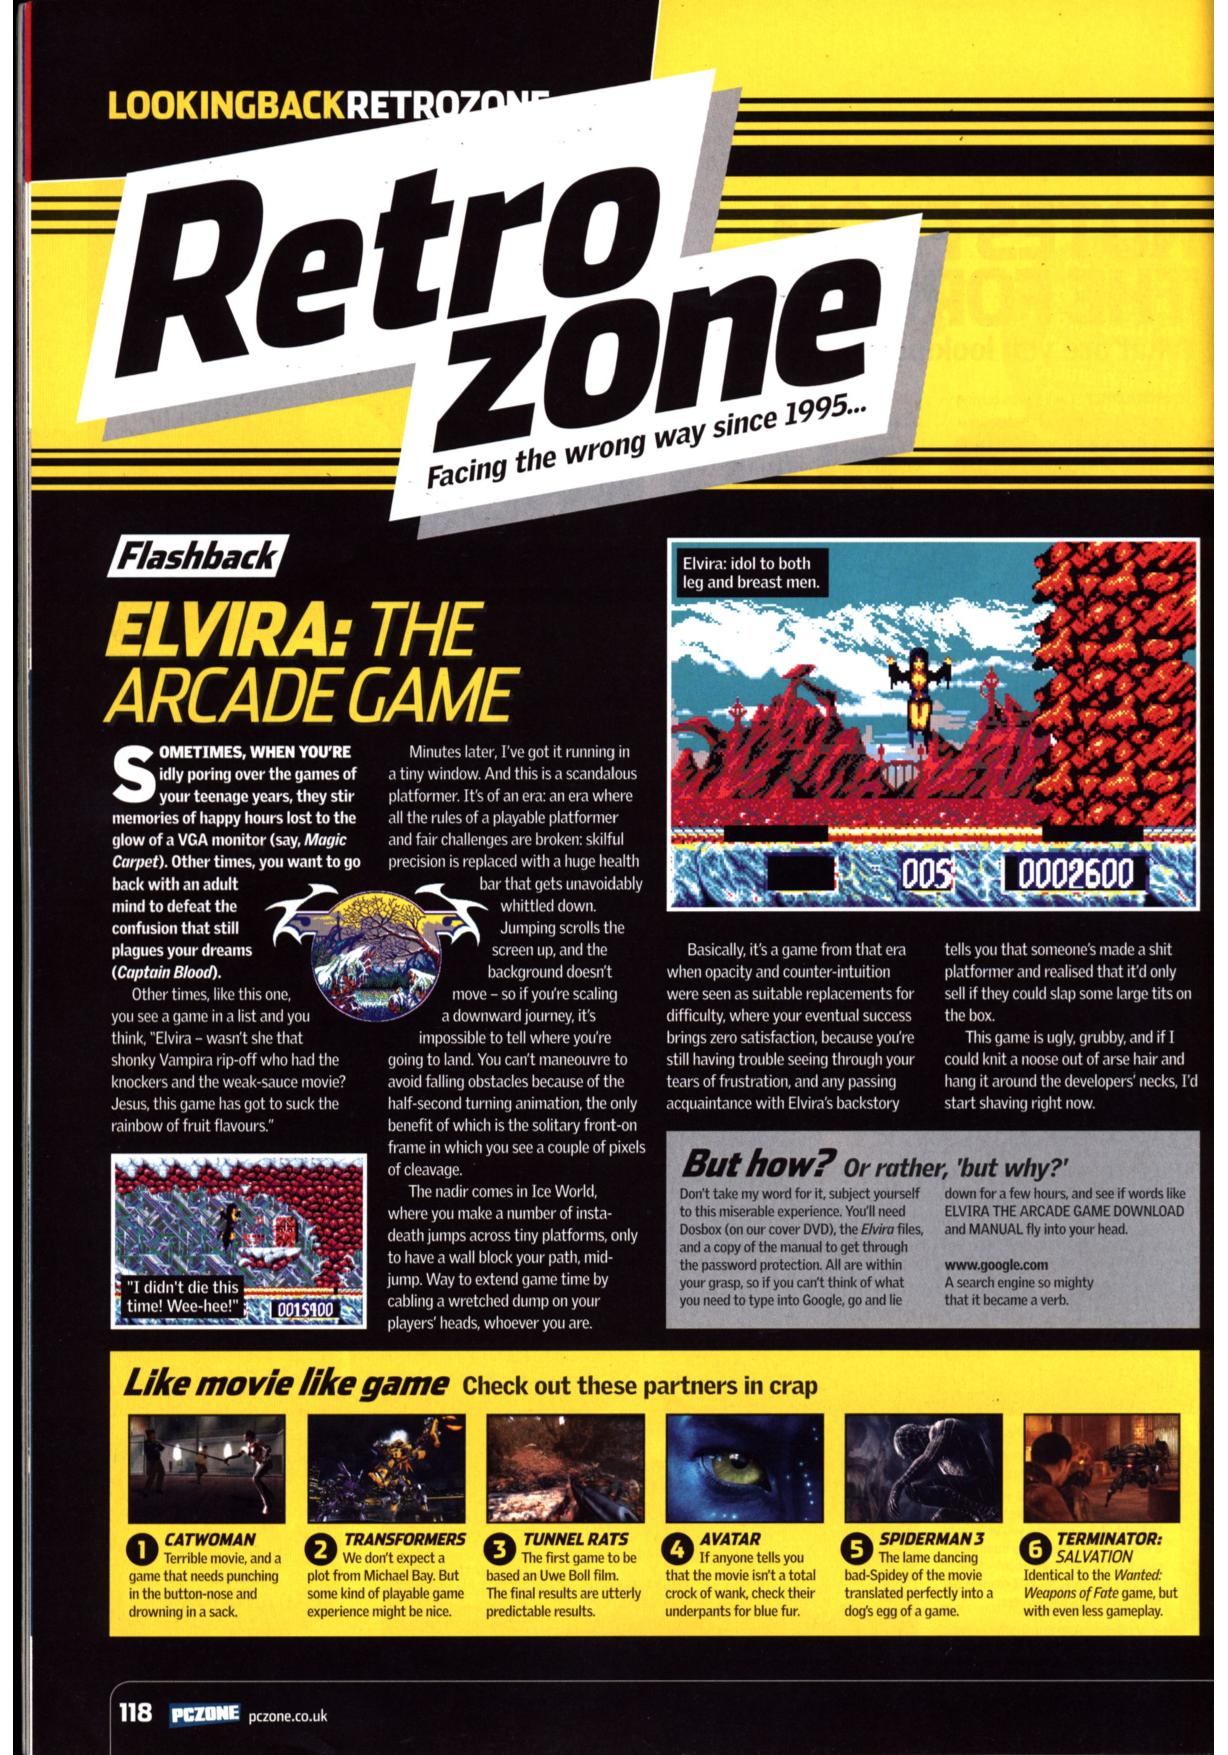 LOOKINGBACKRETROZONE
Retro
zone
Facing the wrong way since 1995...
Flashback
ELVIRA: THE
ARCADE GAME
SOMETIMES, WHEN YOU'RE
idly poring over the games of
your teenage years, they stir
memories of happy hours lost to the
glow of a VGA monitor (say, Magic
Carpet). Other times, you want to go
back with an adult
mind to defeat the
confusion that still
plagues your dreams
(Captain Blood).
Other times, like this one,
you see a game in a list and you
think, "Elvira – wasn't she that
shonky Vampira rip-off who had the
knockers and the weak-sauce movie?
Jesus, this game has got to suck the
rainbow of fruit flavours."
"I didn't die this
time! Wee-hee!"
0015900
Minutes later, I've got it running in
a tiny window. And this is a scandalous
platformer. It's of an era: an era where
all the rules of a playable platformer
and fair challenges are broken: skilful
precision is replaced with a huge health
bar that gets unavoidably
whittled down.
Jumping scrolls the
screen up, and the
background doesn't
move – so if you're scaling
a downward journey, it's
impossible to tell where you're
going to land. You can't maneouvre to
avoid falling obstacles because of the
half-second turning animation, the only
benefit of which is the solitary front-on
frame in which you see a couple of pixels
of cleavage.
The nadir comes in Ice World,
where you make a number of insta-
death jumps across tiny platforms, only
to have a wall block your path, mid-
jump. Way to extend game time by
cabling a wretched dump on your
players' heads, whoever you are.
Elvira: idol to both
leg and breast men.
005
0002600
Basically, it's a game from that era
when opacity and counter-intuition
were seen as suitable replacements for
difficulty, where your eventual success
brings zero satisfaction, because you're
still having trouble seeing through your
tears of frustration, and any passing
acquaintance with Elvira's backstory
tells you that someone's made a shit
platformer and realised that it'd only
sell if they could slap some large tits on
the box.
This game is ugly, grubby, and if I
could knit a noose out of arse hair and
hang it around the developers' necks, I'd
start shaving right now.
But how? Or rather, 'but why?'
Don't take my word for it, subject yourself
to this miserable experience. You'll need
Dosbox (on our cover DVD), the Elvira files,
and a copy of the manual to get through
the password protection. All are within
your grasp, so if you can't think of what
you need to type into Google, go and lie
down for a few hours, and see if words like
ELVIRA THE ARCADE GAME DOWNLOAD
and MANUAL fly into your head.
www.google.com
A search engine so mighty
that it became a verb.
Like movie like game Check out these partners in crap
1 CATWOMAN
Terrible movie, and a
game that needs punching
in the button-nose and
drowning in a sack.
2 TRANSFORMERS
We don't expect a
plot from Michael Bay. But
some kind of playable game
experience might be nice.
3 TUNNEL RATS
The first game to be
based an Uwe Boll film.
The final results are utterly
predictable results.
4 AVATAR
If anyone tells you
that the movie isn't a total
crock of wank, check their
underpants for blue fur.
5 SPIDERMAN 3
The lame dancing
bad-Spidey of the movie
translated perfectly into a
dog's egg of a game.
6 TERMINATOR:
SALVATION
Identical to the Wanted:
Weapons of Fate game, but
with even less gameplay.
118 PCZONE pczone.co.uk